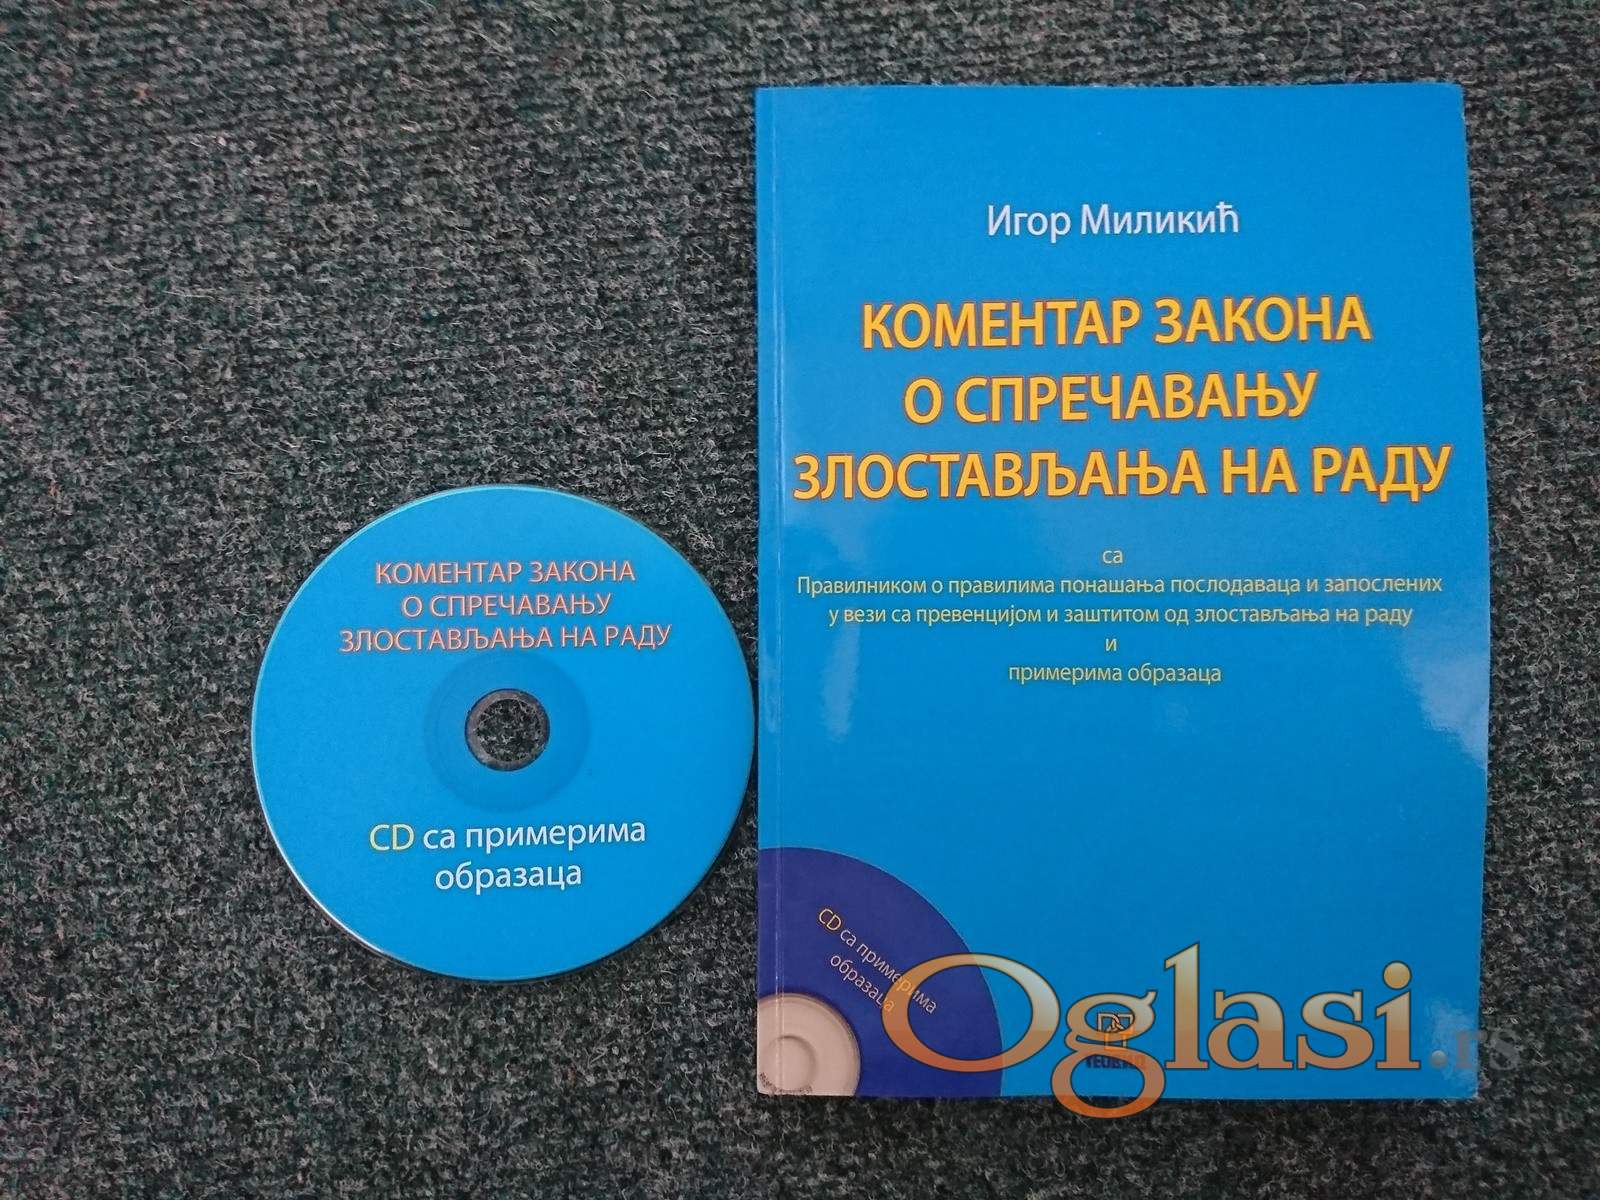 Игор Миликић
КОМЕНТАР ЗАКОНА
О СПРЕЧАВАЊУ
ЗЛОСТАВЉАЊА НА РАДУ
са
Правилником о правилима понашања послодаваца и запослених
у вези са превенцијом и заштитом од злостављања на раду
и
примерима образаца
CD са примерима
образаца
КОМЕНТАР ЗАКОНА
О СПРЕЧАВАЊУ
ЗЛОСТАВЉАЊА НА РАДУ
CD са примерима
образаца
Oglasi.rs